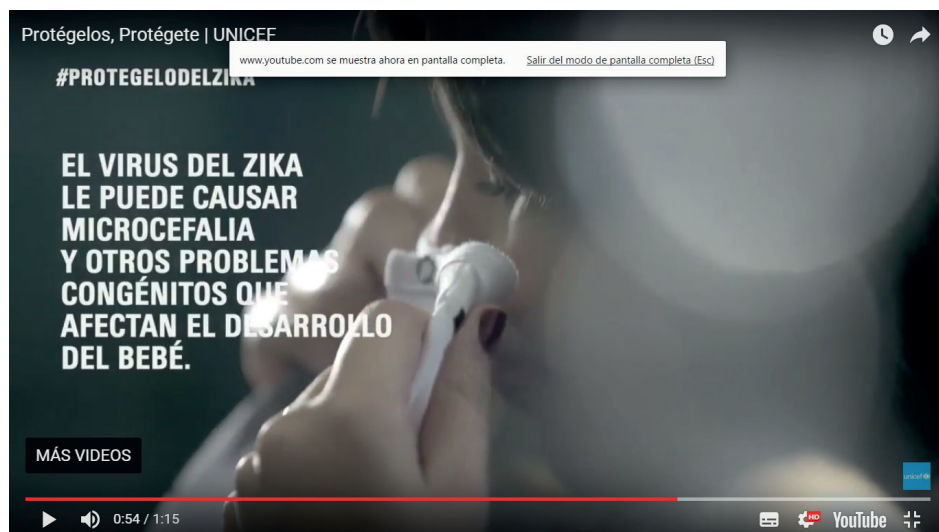 Protégelos, Protégete | UNICEF
www.youtube.com se muestra ahora en pantalla completa. Salir del modo de pantalla completa (Esc)
#PROTEGELODELZIKA
EL VIRUS DEL ZIKA
LE PUEDE CAUSAR
MICROCEFALIA
Y OTROS PROBLEMAS
CONGÉNITOS QUE
AFECTAN EL DESARROLLO
DEL BEBÉ.
MÁS VIDEOS
unicef
0:54 / 1:15
HD
YouTube